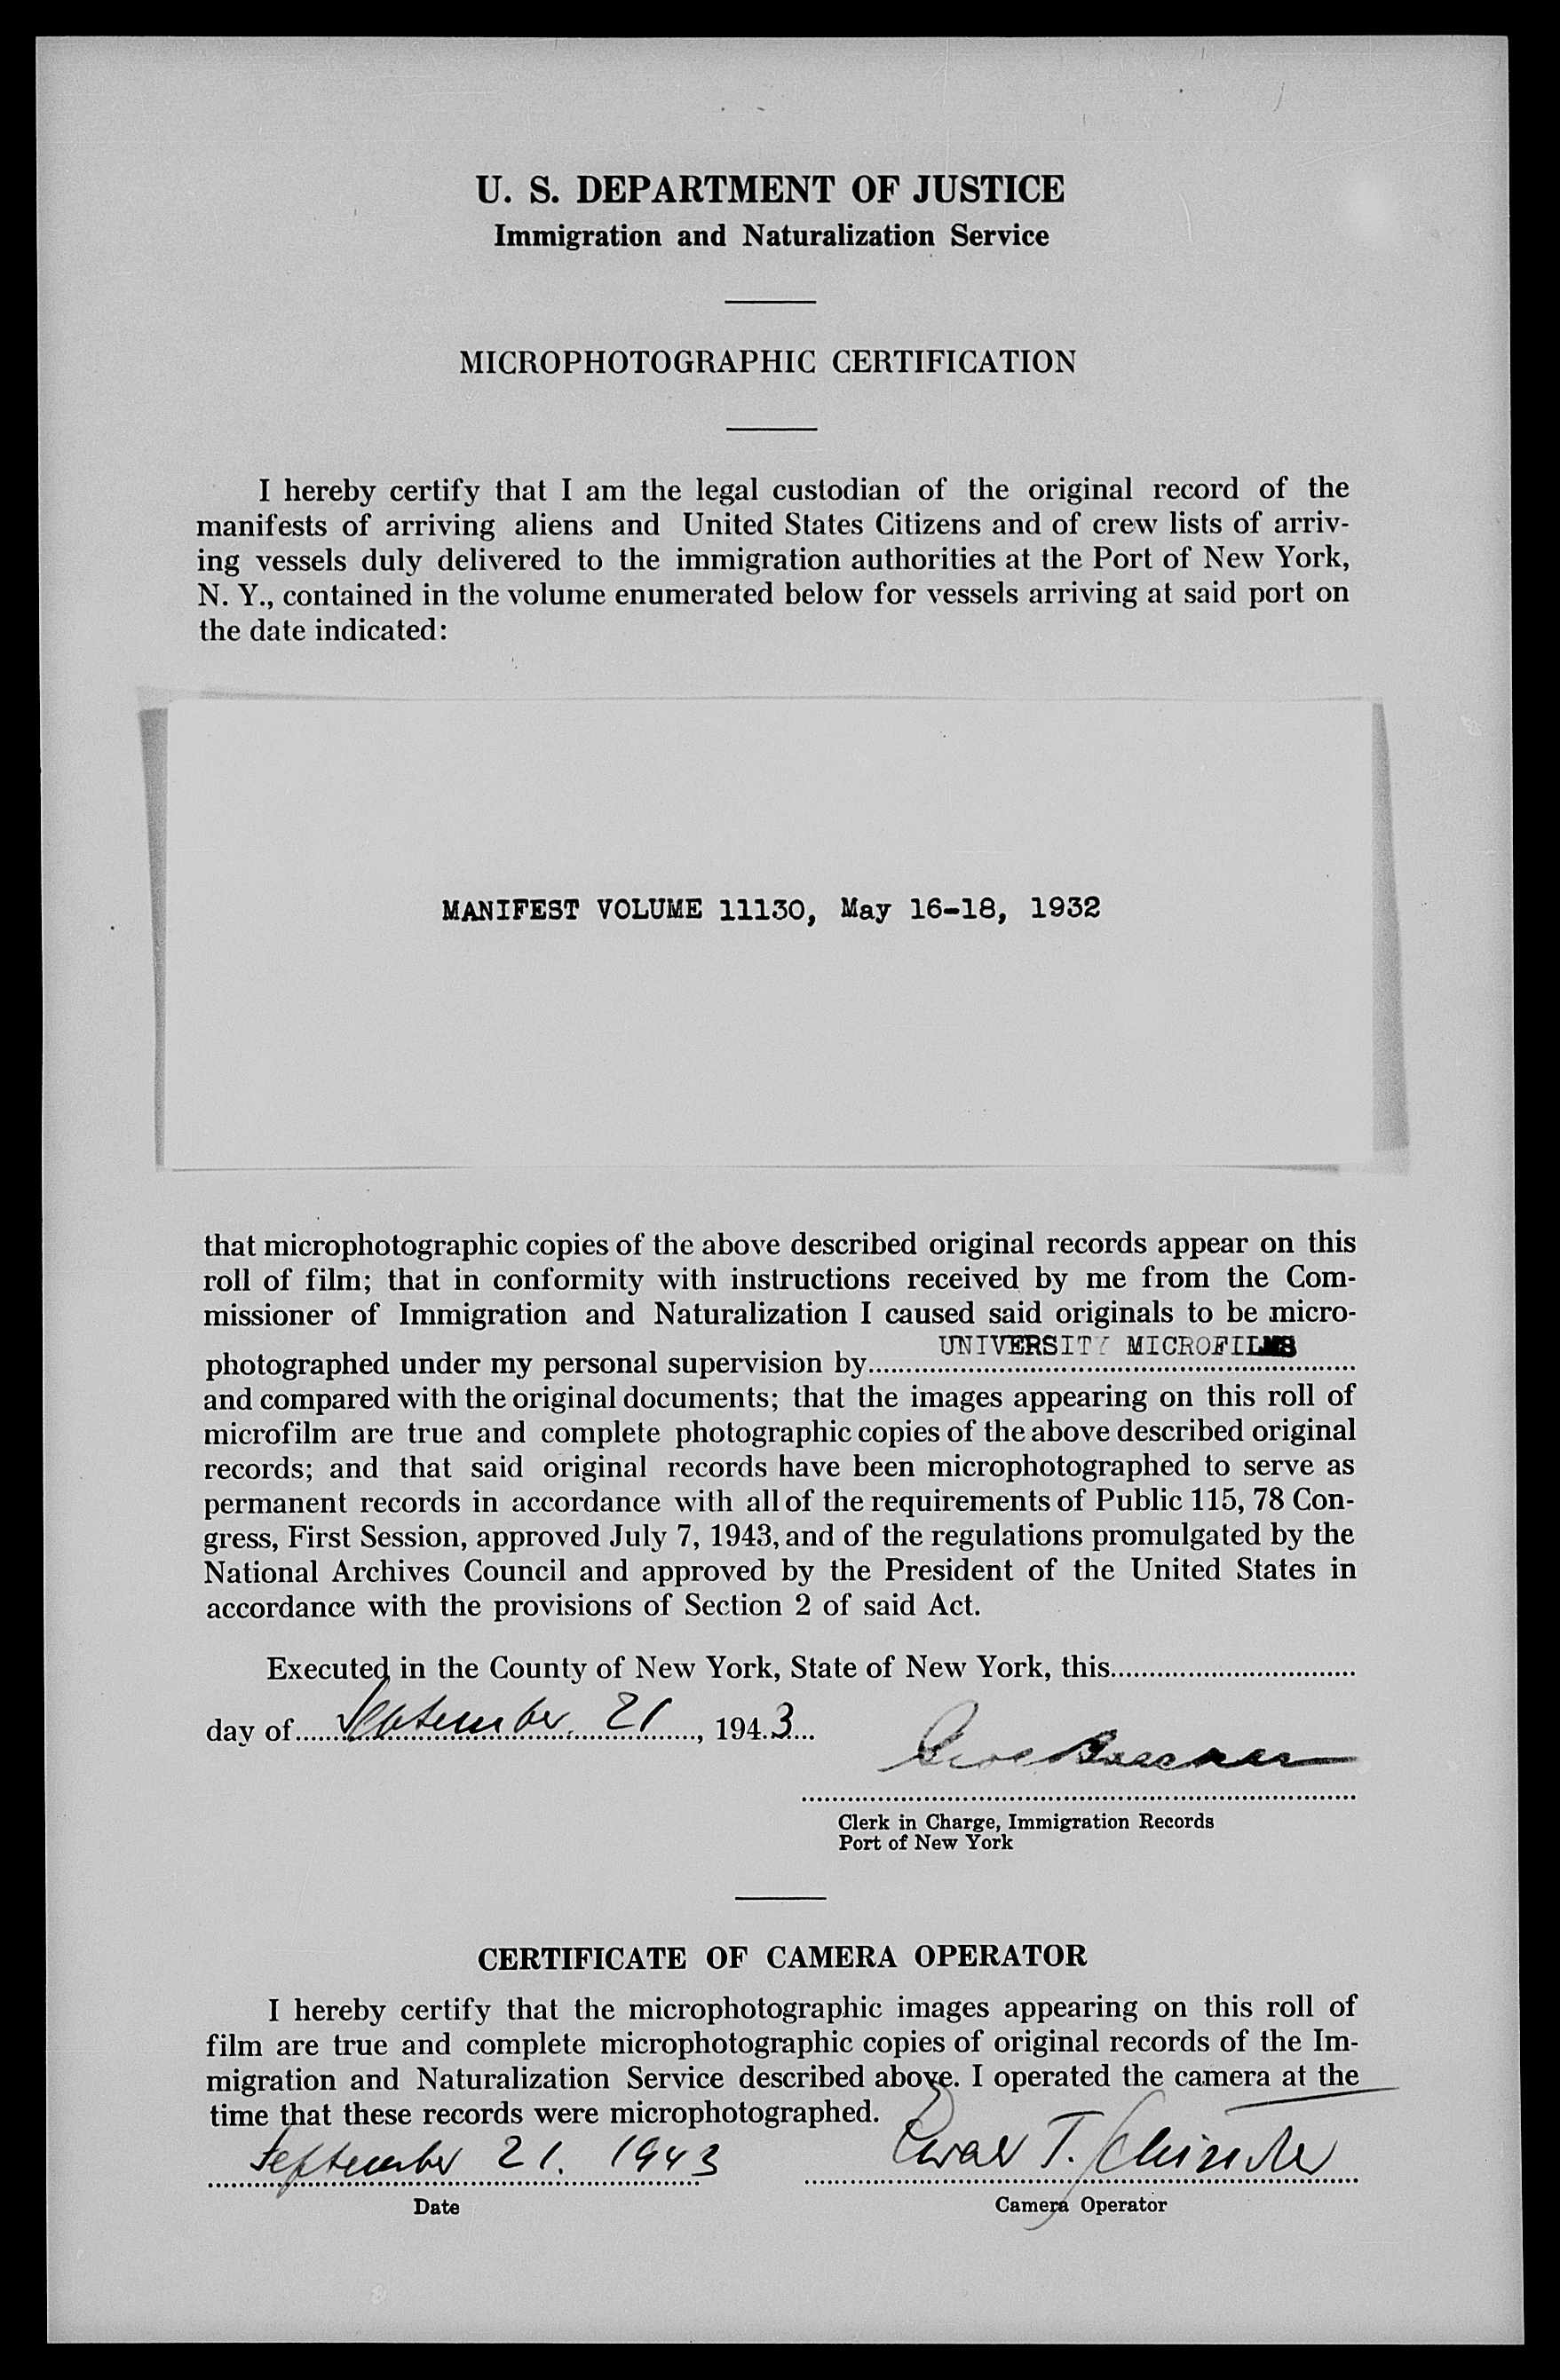 U. S. DEPARTMENT OF JUSTICE
Immigration and Naturalization Service
MICROPHOTOGRAPHIC CERTIFICATION
I hereby certify that I am the legal custodian of the original record of the
manifests of arriving aliens and United States Citizens and of crew lists of arriv-
ing vessels duly delivered to the immigration authorities at the Port of New York,
N. Y., contained in the volume enumerated below for vessels arriving at said port on
the date indicated:
MANIFEST VOLUME 11130, May 16-18, 1932
that microphotographic copies of the above described original records appear on this
roll of film; that in conformity with instructions received by me from the Com-
missioner of Immigration and Naturalization I caused said originals to be micro-
photographed under my personal supervision by UNIVERSITY MICROFILMS
and compared with the original documents; that the images appearing on this roll of
microfilm are true and complete photographic copies of the above described original
records; and that said original records have been microphotographed to serve as
permanent records in accordance with all of the requirements of Public 115, 78 Con-
gress, First Session, approved July 7, 1943, and of the regulations promulgated by the
National Archives Council and approved by the President of the United States in
accordance with the provisions of Section 2 of said Act.
Executed in the County of New York, State of New York, this
day of September 21, 1943
Clerk in Charge, Immigration Records
Port of New York
CERTIFICATE OF CAMERA OPERATOR
I hereby certify that the microphotographic images appearing on this roll of
film are true and complete microphotographic copies of original records of the Im-
migration and Naturalization Service described above. I operated the camera at the
time that these records were microphotographed.
September 21. 1943 T.
Date
Camera Operator